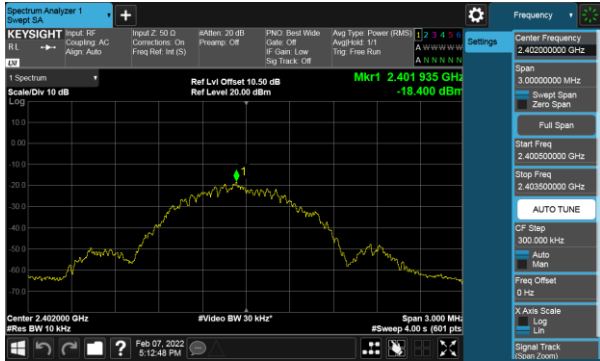 Spectrum Analyzer 1
Swept SA
+
Frequency
KEYSIGHT
RL
LW
Input: RF
Coupling: AC
Align: Auto
Input Z: 50 Ω
Corrections: On
Freq Ref: Int (S)
#Atten: 20 dB
Preamp: Off
PNO: Best Wide
Gate: Off
IF Gain: Low
Sig Track: Off
Avg Type: Power (RMS)
Avg|Hold: 1/1
Trig: Free Run
1 2 3 4 5 6
A W W W W W
A N N N N N
Settings
1 Spectrum
Scale/Div 10 dB
Ref Lvl Offset 10.50 dB
Ref Level 20.00 dBm
Mkr1 2.401 935 GHz
-18.400 dBm
Log
10.0
0.00
-10.0
-20.0
-30.0
-40.0
-50.0
-60.0
-70.0
1
Center 2.402000 GHz
#Res BW 10 kHz
#Video BW 30 kHz*
Span 3.000 MHz
#Sweep 4.00 s (601 pts)
?
Feb 07, 2022
5:12:48 PM
Center Frequency
2.402000000 GHz
Span
3.00000000 MHz
Swept Span
Zero Span
Full Span
Start Freq
2.400500000 GHz
Stop Freq
2.403500000 GHz
AUTO TUNE
CF Step
300.000 kHz
Auto
Man
Freq Offset
0 Hz
X Axis Scale
Log
Lin
Signal Track
(Span Zoom)